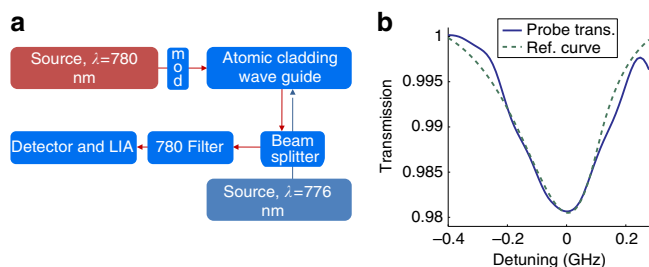 a
Source, λ=780
nm
mod
Atomic cladding
wave guide
Detector and LIA
780 Filter
Beam
splitter
Source, λ=776
nm
b
Probe trans.
Ref. curve
1
0.995
0.99
0.985
0.98
Transmission
−0.4
−0.2
0
0.2
Detuning (GHz)